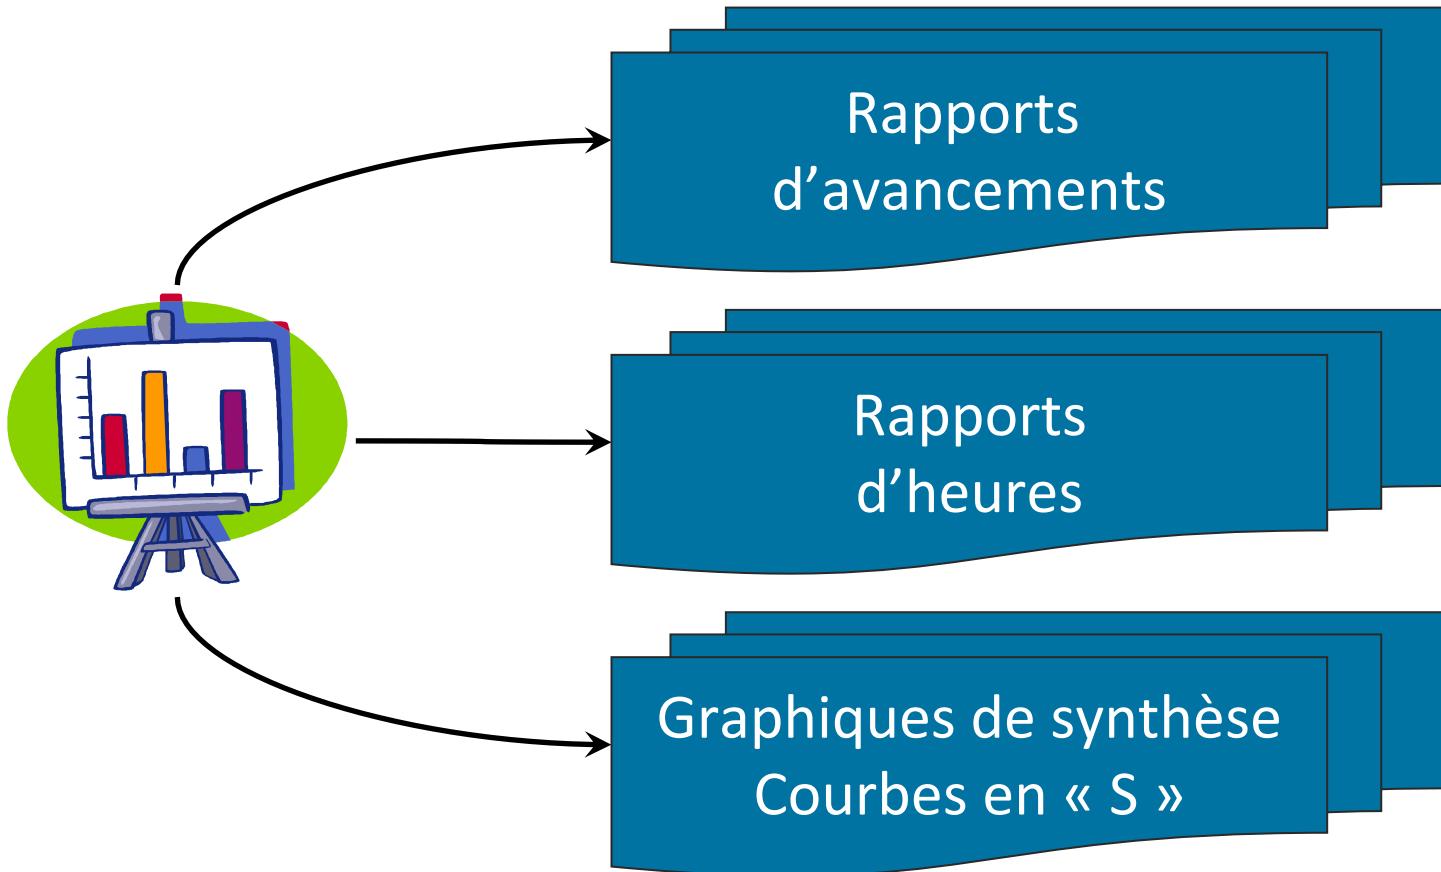 Rapports
d’avancements
Rapports
d’heures
Graphiques de synthèse
Courbes en « S »